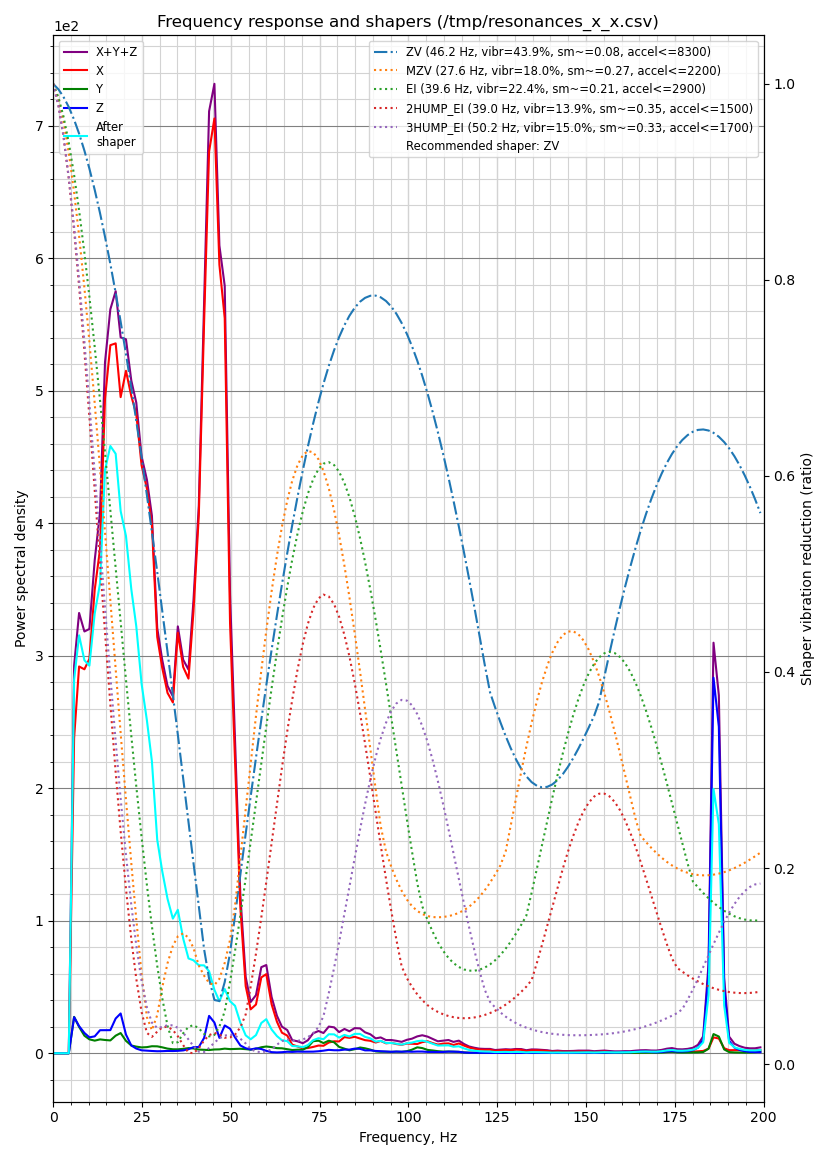 Frequency response and shapers (/tmp/resonances_x_x.csv)
1e2
X+Y+Z
X
Y
Z
After
shaper
ZV (46.2 Hz, vibr=43.9%, sm~=0.08, accel<=8300)
MZV (27.6 Hz, vibr=18.0%, sm~=0.27, accel<=2200)
EI (39.6 Hz, vibr=22.4%, sm~=0.21, accel<=2900)
2HUMP_EI (39.0 Hz, vibr=13.9%, sm~=0.35, accel<=1500)
3HUMP_EI (50.2 Hz, vibr=15.0%, sm~=0.33, accel<=1700)
Recommended shaper: ZV
7
6
5
4
3
2
1
0
Power spectral density
1.0
0.8
0.6
0.4
0.2
0.0
Shaper vibration reduction (ratio)
0 25 50 75 100 125 150 175 200
Frequency, Hz